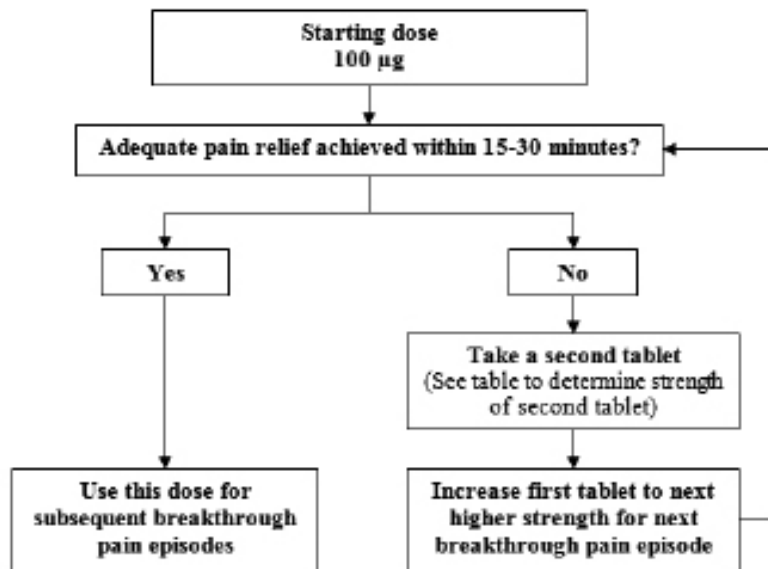 Starting dose
100 µg
Adequate pain relief achieved within 15-30 minutes?
Yes
No
Take a second tablet
(See table to determine strength
of second tablet)
Use this dose for
subsequent breakthrough
pain episodes
Increase first tablet to next
higher strength for next
breakthrough pain episode